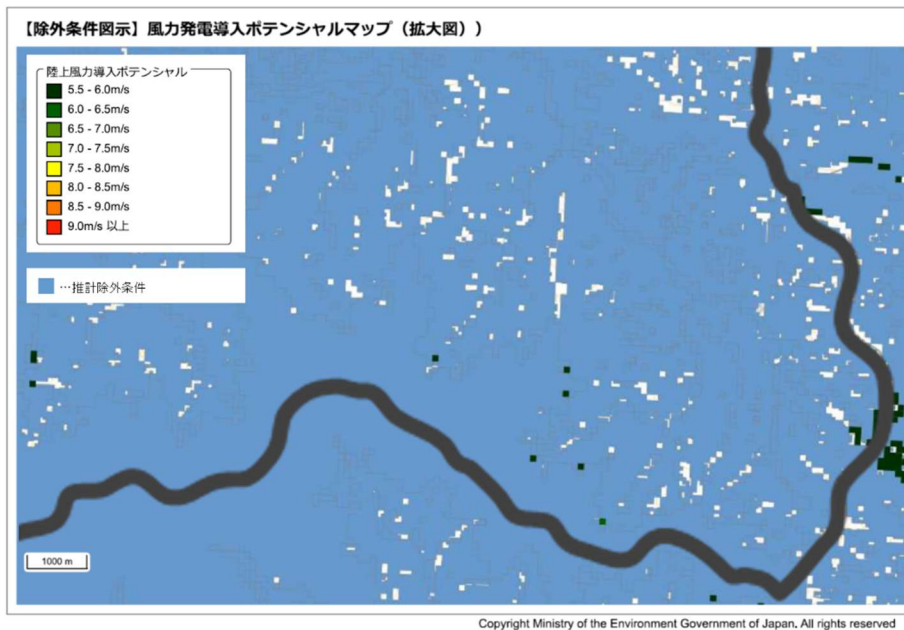 【除外条件図示】風力発電導入ポテンシャルマップ（拡大図））
陸上風力導入ポテンシャル
5.5 - 6.0m/s
6.0 - 6.5m/s
6.5 - 7.0m/s
7.0 - 7.5m/s
7.5 - 8.0m/s
8.0 - 8.5m/s
8.5 - 9.0m/s
9.0m/s 以上
…推計除外条件
1000 m
Copyright Ministry of the Environment Government of Japan. All rights reserved